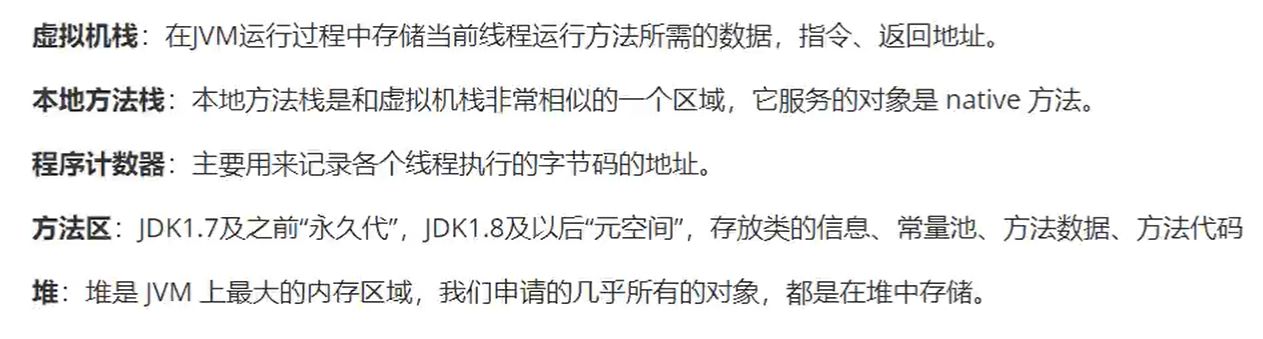 虚拟机栈：在JVM运行过程中存储当前线程运行方法所需的数据，指令、返回地址。
本地方法栈：本地方法栈是和虚拟机栈非常相似的一个区域，它服务的对象是 native 方法。
程序计数器：主要用来记录各个线程执行的字节码的地址。
方法区：JDK1.7及之前“永久代”，JDK1.8及以后“元空间”，存放类的信息、常量池、方法数据、方法代码
堆：堆是 JVM 上最大的内存区域，我们申请的几乎所有的对象，都是在堆中存储。